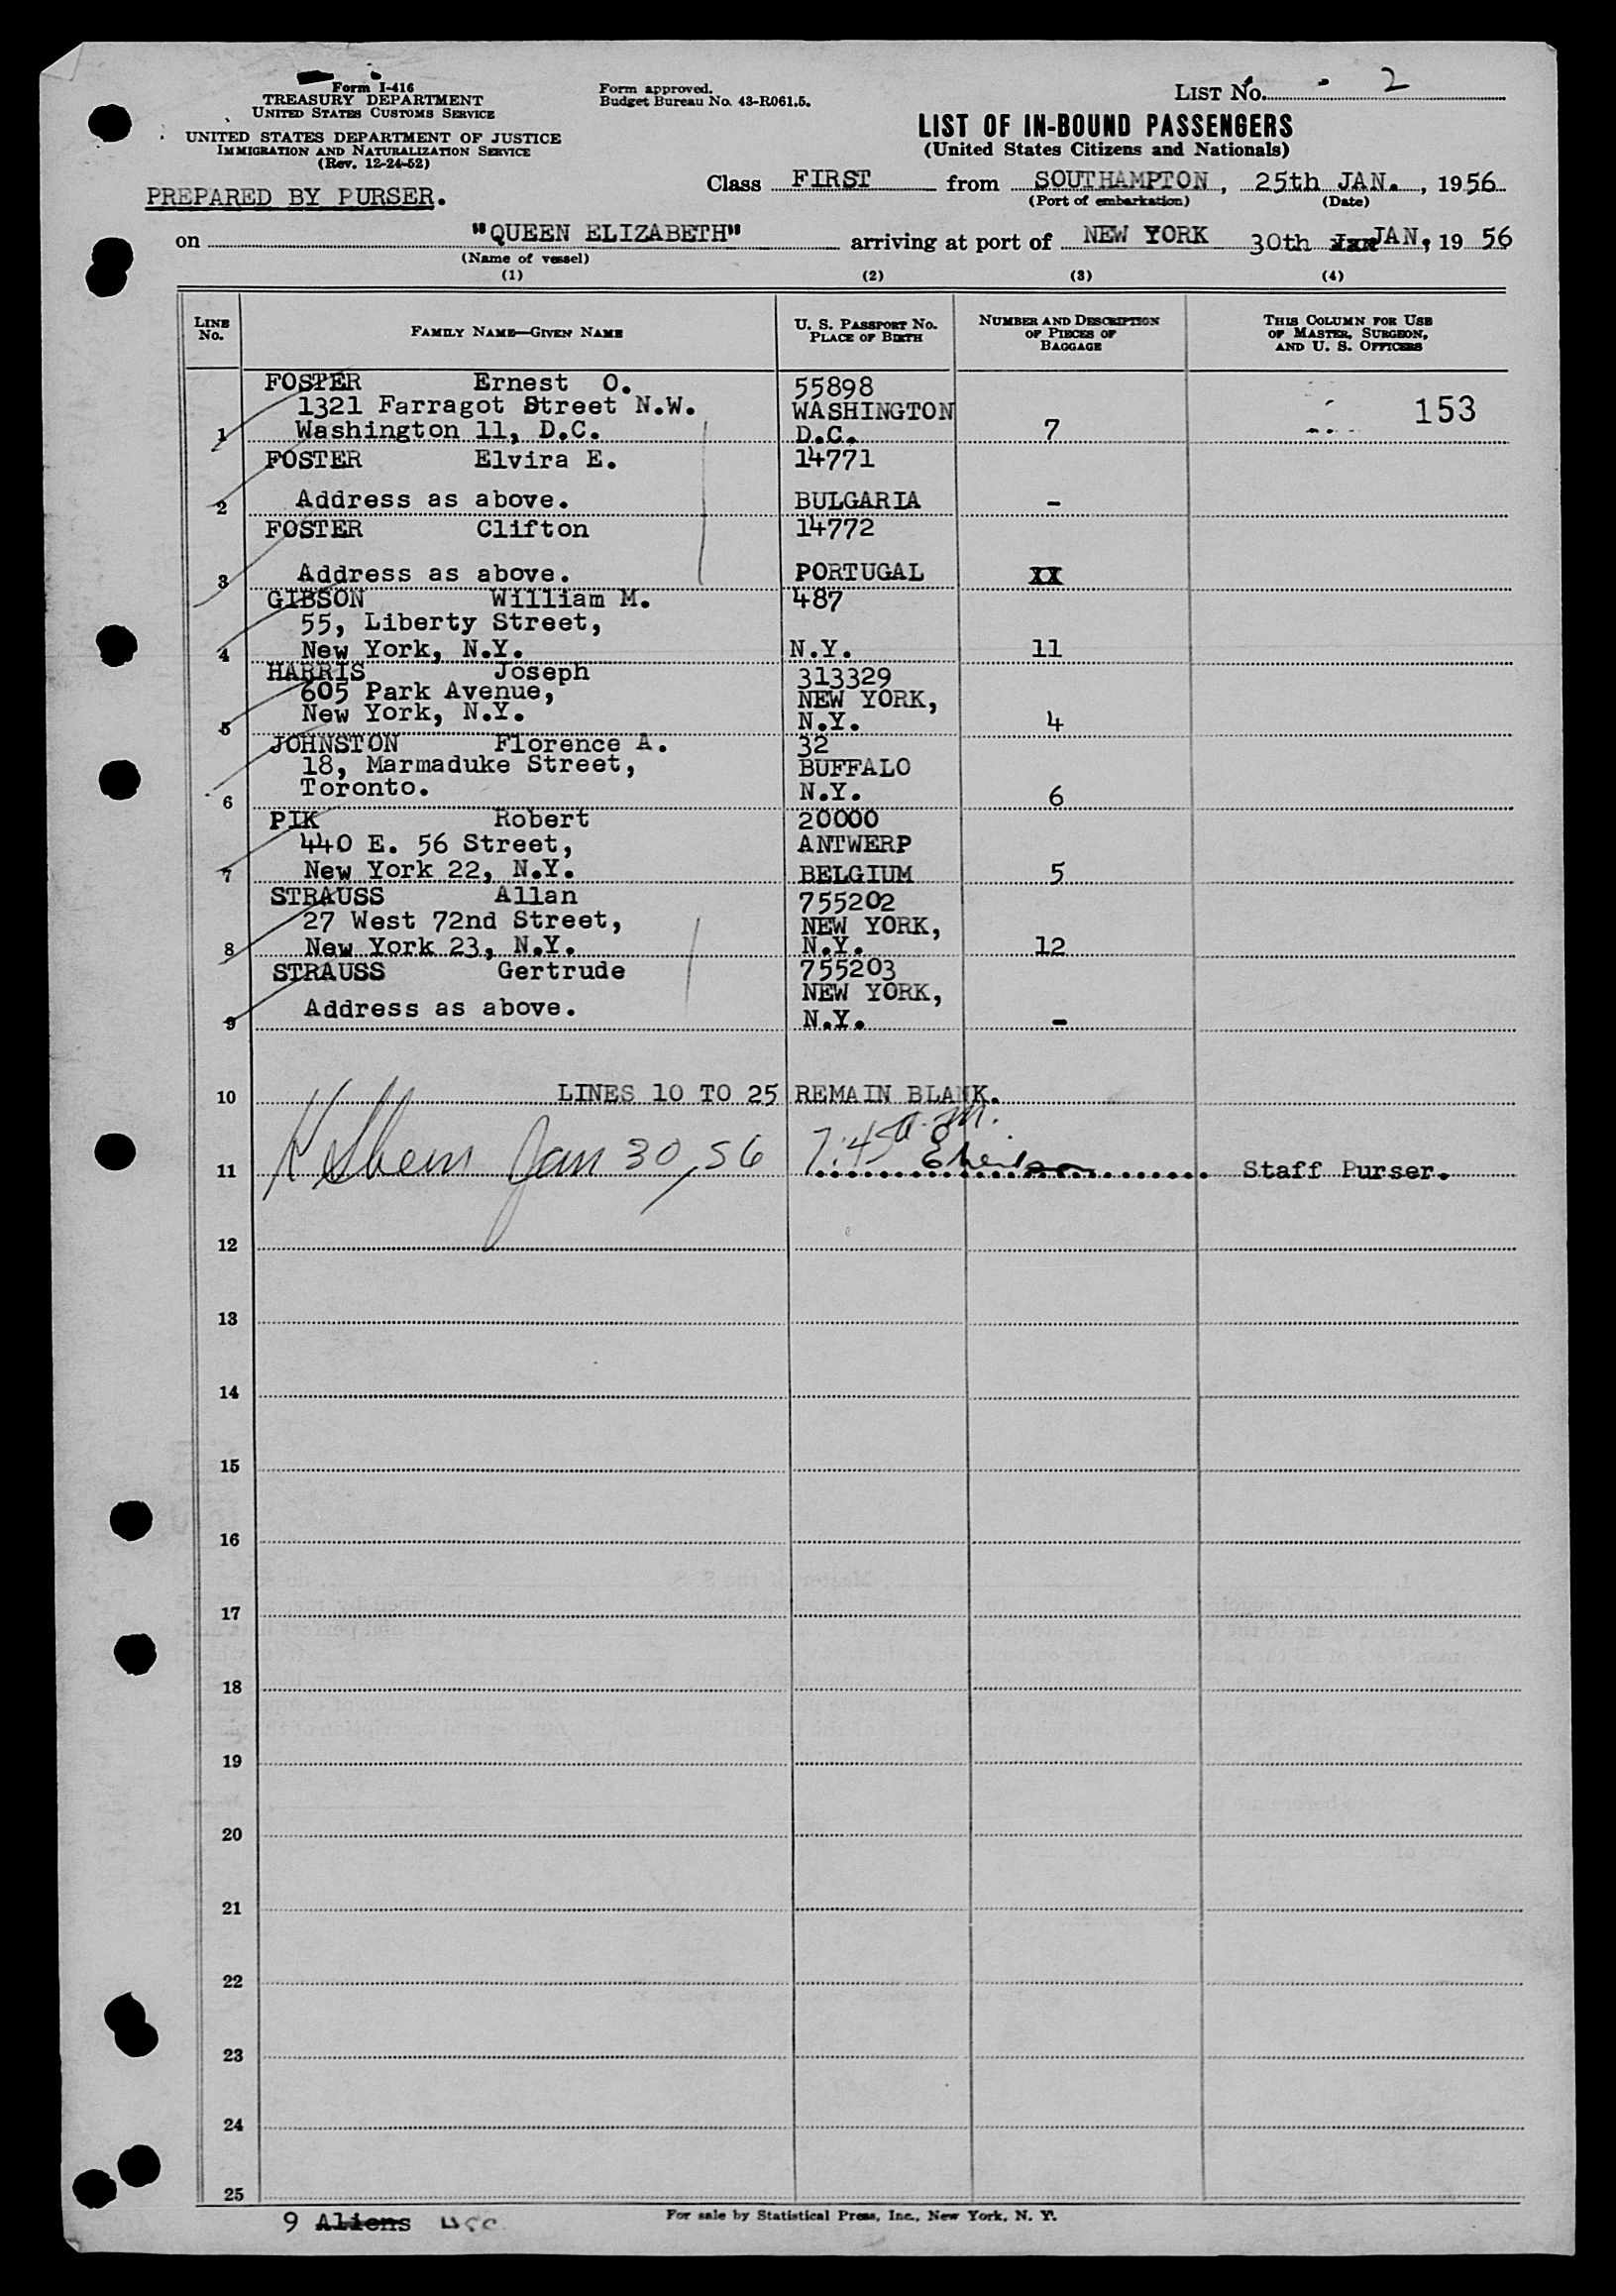 Form I-416
TREASURY DEPARTMENT
UNITED STATES CUSTOMS SERVICE
UNITED STATES DEPARTMENT OF JUSTICE
IMMIGRATION AND NATURALIZATION SERVICE
(Rev. 12-24-52)
PREPARED BY PURSER.
Form approved.
Budget Bureau No. 43-R061.5.
LIST NO. 2
LIST OF IN-BOUND PASSENGERS
(United States Citizens and Nationals)
Class FIRST from SOUTHAMPTON, 25th JAN., 1956
(Port of embarkation) (Date)
on "QUEEN ELIZABETH" arriving at port of NEW YORK 30th JAN, 19 56
(Name of vessel)
(1) (2) (3) (4)
LINE No. FAMILY NAME—GIVEN NAME U. S. PASSPORT NO. PLACE OF BIRTH NUMBER AND DESCRIPTION OF PIECES OF BAGGAGE THIS COLUMN FOR USE OF MASTER, SURGEON, AND U. S. OFFICERS
FOSTER Ernest O. 55898
1321 Farragot Street N.W. WASHINGTON 153
1 Washington 11, D.C. D.C. 7
FOSTER Elvira E. 14771
2 Address as above. BULGARIA -
FOSTER Clifton 14772
3 Address as above. PORTUGAL XX
GIBSON William M. 487
55, Liberty Street,
4 New York, N.Y. N.Y. 11
HARRIS Joseph 313329
605 Park Avenue, NEW YORK,
5 New York, N.Y. N.Y. 4
JOHNSTON Florence A. 32
18, Marmaduke Street, BUFFALO
6 Toronto. N.Y. 6
PIK Robert 20000
440 E. 56 Street, ANTWERP
7 New York 22, N.Y. BELGIUM 5
STRAUSS Allan 755202
27 West 72nd Street, NEW YORK,
8 New York 23, N.Y. N.Y. 12
STRAUSS Gertrude 755203
NEW YORK,
9 Address as above. N.Y. -
10 LINES 10 TO 25 REMAIN BLANK.
11 Jan 30, 56 7:45 a.m. Staff Purser.
12
13
14
15
16
17
18
19
20
21
22
23
24
25
9 Aliens USC
For sale by Statistical Press, Inc., New York, N. Y.